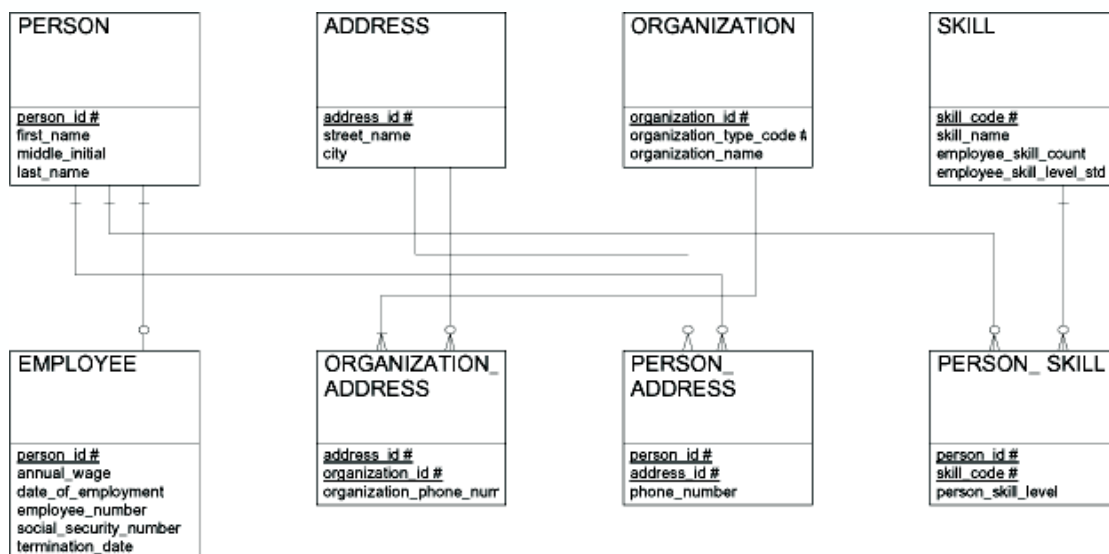 PERSON
person_id #
first_name
middle_initial
last_name
ADDRESS
address_id #
street_name
city
ORGANIZATION
organization_id #
organization_type_code #
organization_name
SKILL
skill_code #
skill_name
employee_skill_count
employee_skill_level_std
EMPLOYEE
person_id #
annual_wage
date_of_employment
employee_number
social_security_number
termination_date
ORGANIZATION_
ADDRESS
address_id #
organization_id #
organization_phone_num
PERSON_
ADDRESS
person_id #
address_id #
phone_number
PERSON_ SKILL
person_id #
skill_code #
person_skill_level